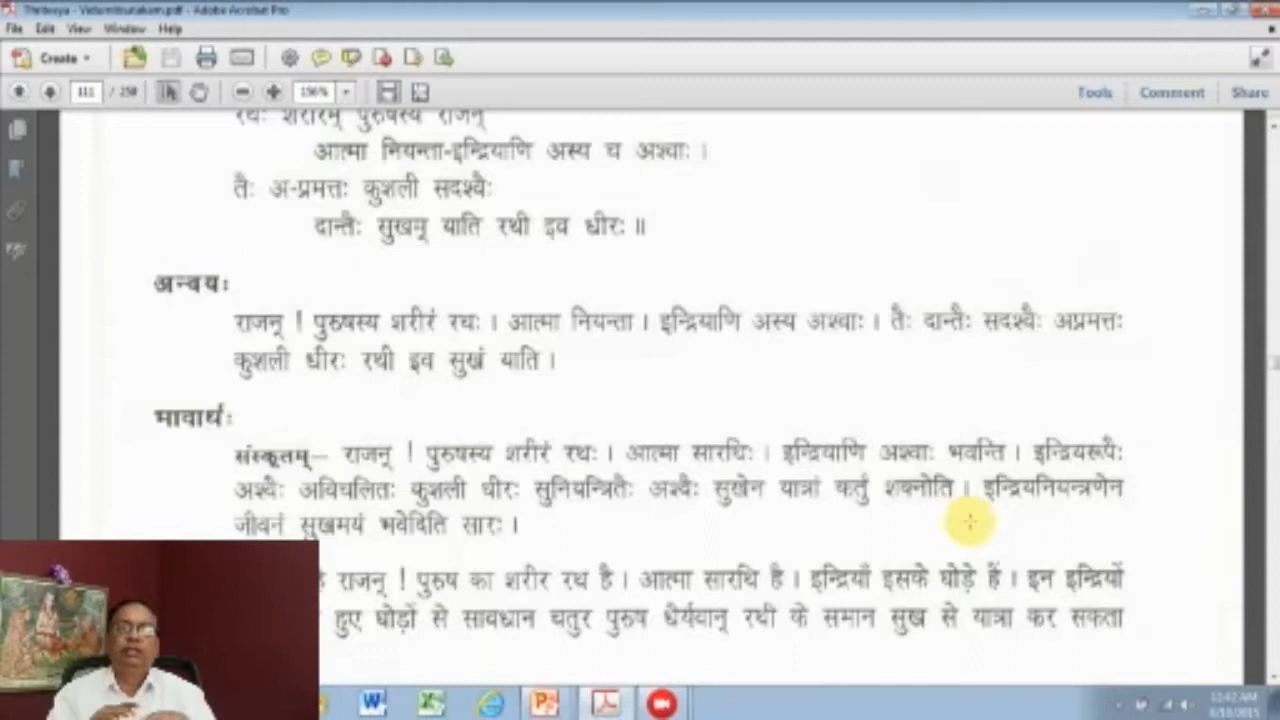 - Adobe Acrobat Pro
File Edit View Window Help
Create
111 / 250 156% Tools Comment Share
रथः शरीरम् पुरुषस्य राजन्
आत्मा नियन्ता-इन्द्रियाणि अस्य च अश्वाः ।
तैः अ-प्रमत्तः कुशली सदश्वैः
दान्तैः सुखम् याति रथी इव धीरः ॥
अन्वयः
राजन् ! पुरुषस्य शरीरं रथः । आत्मा नियन्ता । इन्द्रियाणि अस्य अश्वाः । तैः दान्तैः सदश्वैः अप्रमत्तः
कुशली धीरः रथी इव सुखं याति ।
भावार्थः
संस्कृतम्– राजन् ! पुरुषस्य शरीरं रथः । आत्मा सारथिः । इन्द्रियाणि अश्वाः भवन्ति । इन्द्रियरूपैः
अश्वैः अविचलितः कुशली धीरः सुनियन्त्रितैः अश्वैः सुखेन यात्रां कर्तुं शक्नोति । इन्द्रियनियन्त्रणेन
जीवनं सुखमयं भवेदिति सारः ।
हे राजन् ! पुरुष का शरीर रथ है । आत्मा सारथि है । इन्द्रियाँ इसके घोड़े हैं । इन इन्द्रियों
हुए घोड़ों से सावधान चतुर पुरुष धैर्यवान् रथी के समान सुख से यात्रा कर सकता